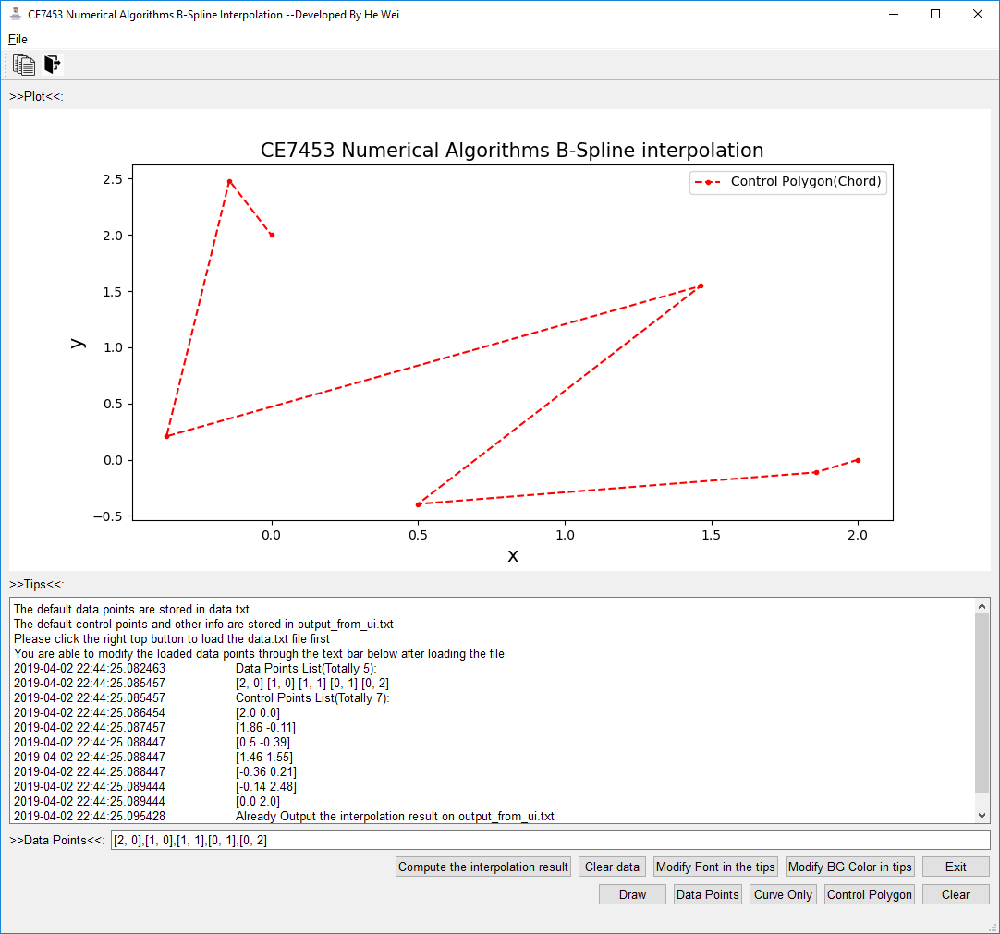 CE7453 Numerical Algorithms B-Spline Interpolation --Developed By He Wei
File
>>Plot<<:
CE7453 Numerical Algorithms B-Spline interpolation
Control Polygon(Chord)
2.5
2.0
1.5
1.0
0.5
0.0
−0.5
y
0.0 0.5 1.0 1.5 2.0
x
>>Tips<<:
The default data points are stored in data.txt
The default control points and other info are stored in output_from_ui.txt
Please click the right top button to load the data.txt file first
You are able to modify the loaded data points through the text bar below after loading the file
2019-04-02 22:44:25.082463 Data Points List(Totally 5):
2019-04-02 22:44:25.085457 [2, 0] [1, 0] [1, 1] [0, 1] [0, 2]
2019-04-02 22:44:25.085457 Control Points List(Totally 7):
2019-04-02 22:44:25.086454 [2.0 0.0]
2019-04-02 22:44:25.087457 [1.86 -0.11]
2019-04-02 22:44:25.088447 [0.5 -0.39]
2019-04-02 22:44:25.088447 [1.46 1.55]
2019-04-02 22:44:25.088447 [-0.36 0.21]
2019-04-02 22:44:25.089444 [-0.14 2.48]
2019-04-02 22:44:25.089444 [0.0 2.0]
2019-04-02 22:44:25.095428 Already Output the interpolation result on output_from_ui.txt
>>Data Points<<: [2, 0],[1, 0],[1, 1],[0, 1],[0, 2]
Compute the interpolation result Clear data Modify Font in the tips Modify BG Color in tips Exit
Draw Data Points Curve Only Control Polygon Clear